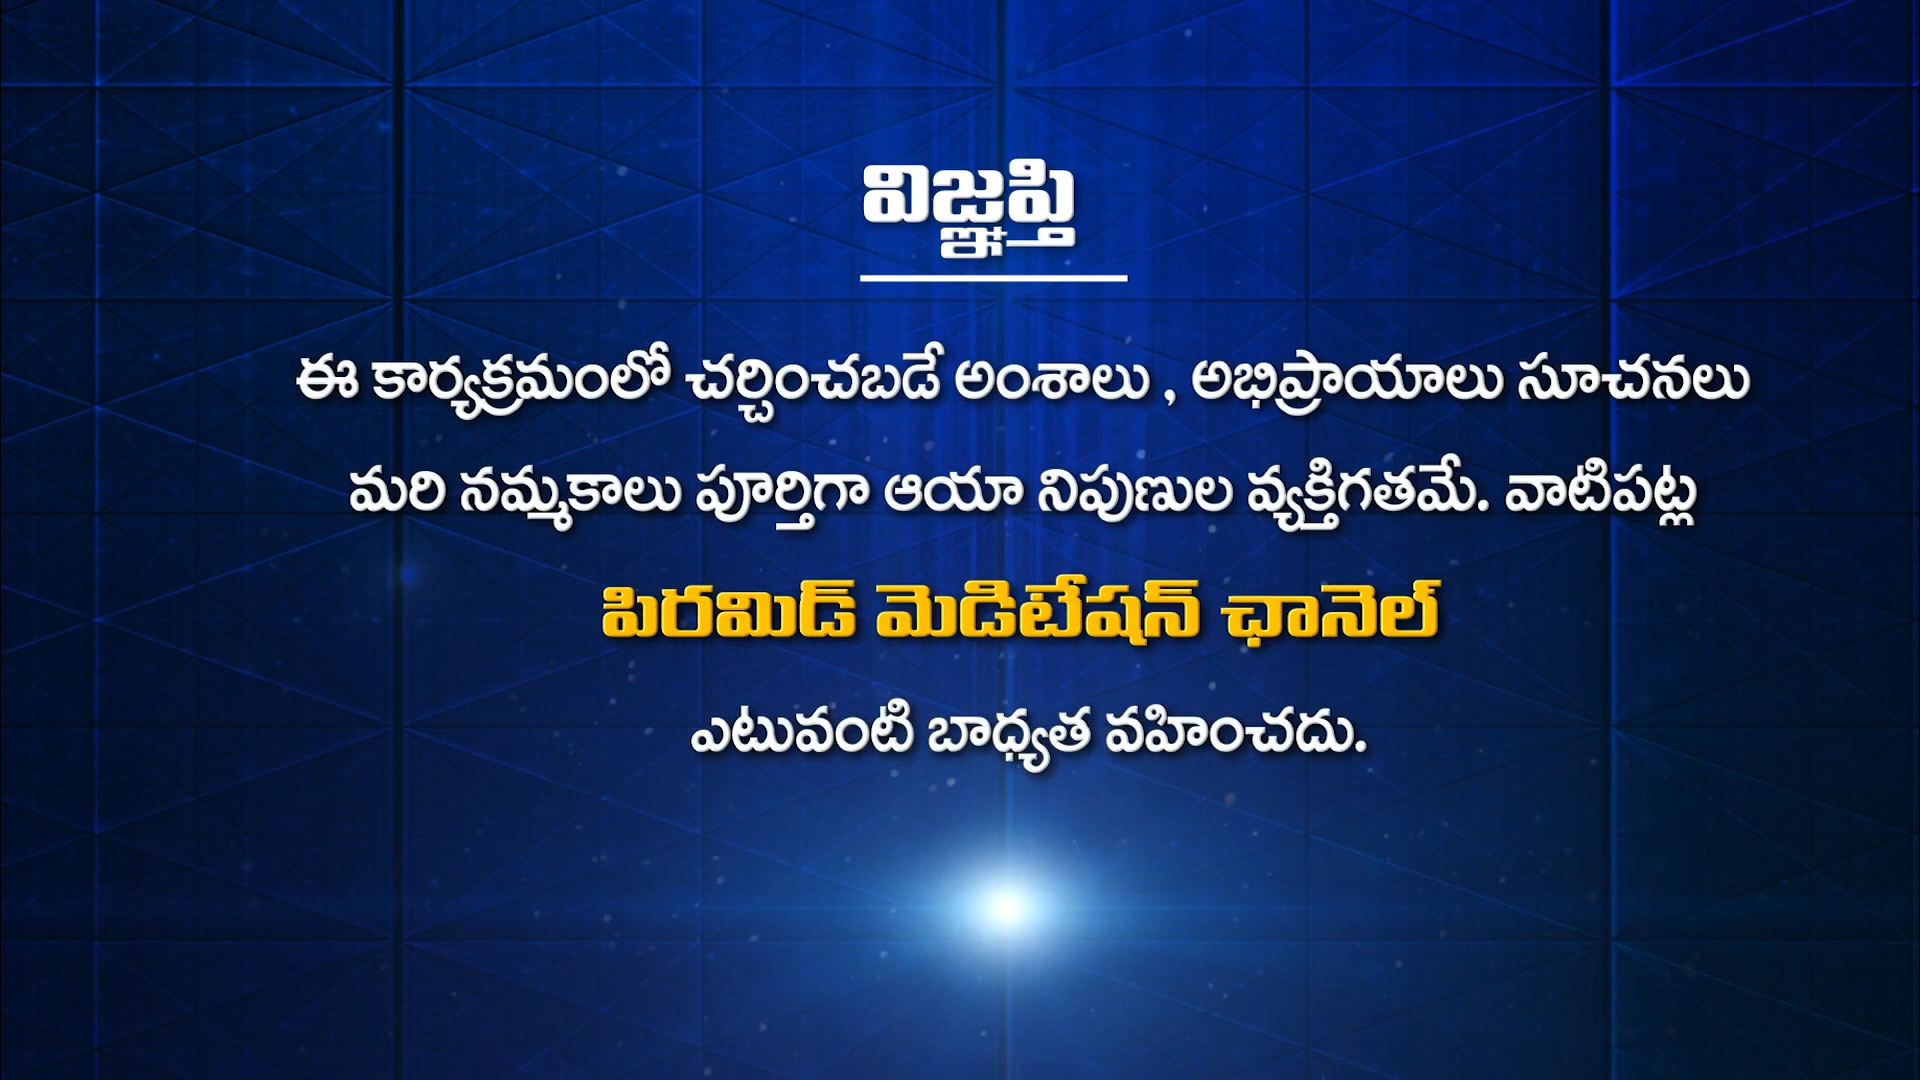 విజ్ఞప్తి
ఈ కార్యక్రమంలో చర్చించబడే అంశాలు , అభిప్రాయాలు సూచనలు
మరి నమ్మకాలు పూర్తిగా ఆయా నిపుణుల వ్యక్తిగతమే. వాటిపట్ల
పిరమిడ్ మెడిటేషన్ ఛానెల్
ఎటువంటి బాధ్యత వహించదు.